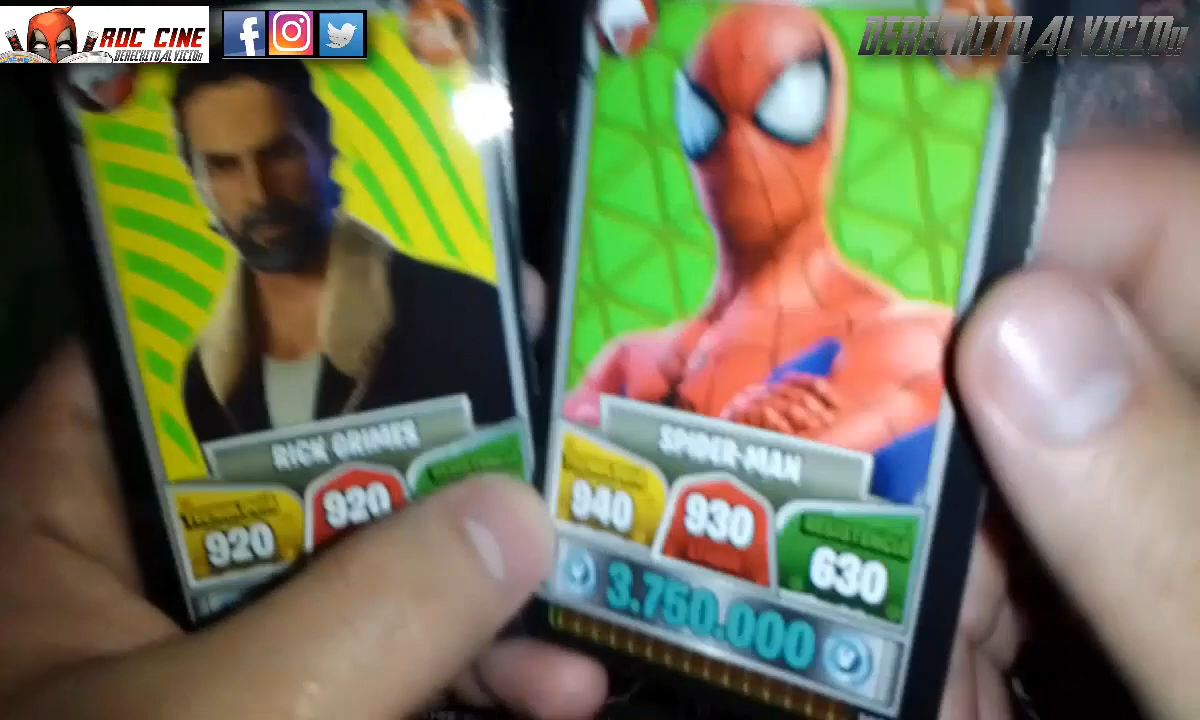 RDC CINE
DERECHITO AL VICIO!!
DERECHITO AL VICIO!!
RICK GRIMES
920
920
SPIDER-MAN
940
930
RESISTENCIA
630
3.750.000